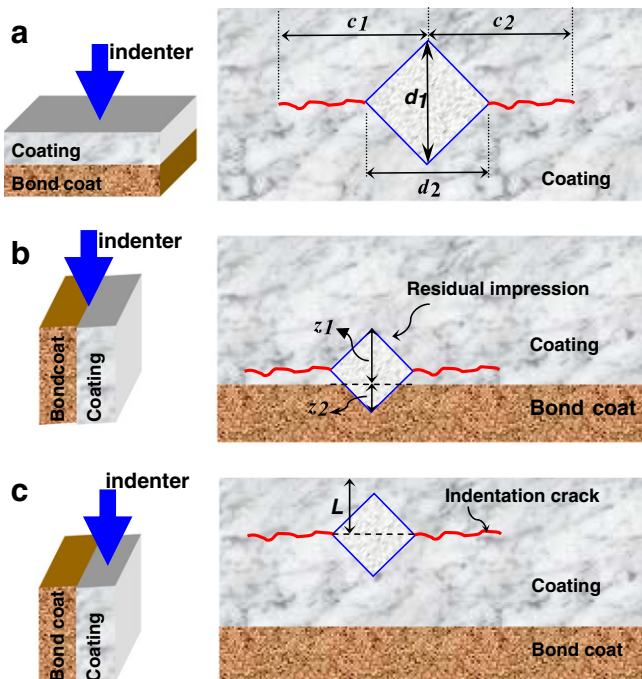 a
indenter
Coating
Bond coat
c1
c2
d1
d2
Coating
b
indenter
Bondcoat
Coating
z1
Residual impression
Coating
z2
Bond coat
c
indenter
Bond coat
Coating
L
Indentation crack
Coating
Bond coat